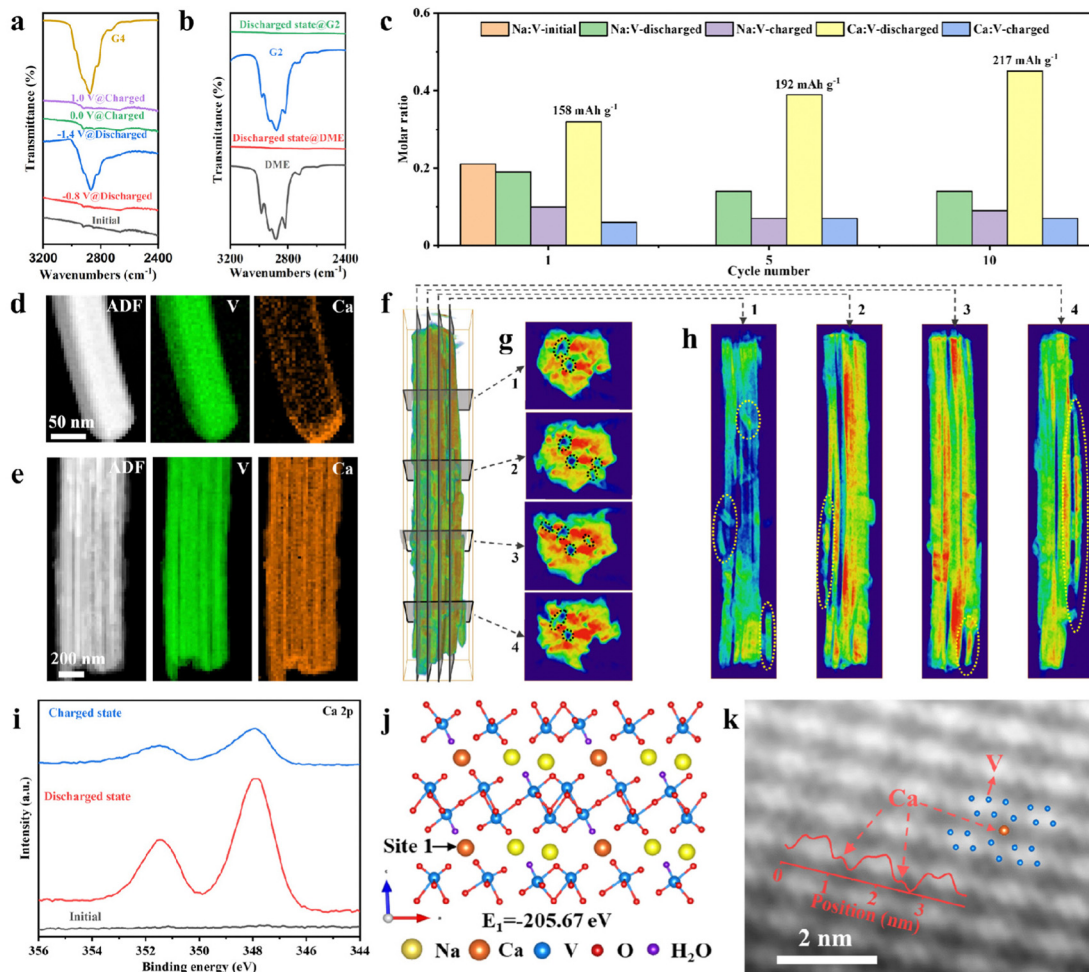 a
G4
1.0 V@Charged
0.0 V@Charged
-1.4 V@Discharged
-0.8 V@Discharged
Initial
Transmittance (%)
3200 2800 2400
Wavenumbers (cm⁻¹)
b
Discharged state@G2
G2
Discharged state@DME
DME
Transmittance (%)
3200 2800 2400
Wavenumbers (cm⁻¹)
c
Na:V-initial Na:V-discharged Na:V-charged Ca:V-discharged Ca:V-charged
0.6
0.4
0.2
0
Molar ratio
158 mAh g⁻¹
192 mAh g⁻¹
217 mAh g⁻¹
1 5 10
Cycle number
d
ADF V Ca
50 nm
e
ADF V Ca
200 nm
f
g
1
2
3
4
h
1 2 3 4
i
Ca 2p
Charged state
Discharged state
Initial
Intensity (a.u.)
356 354 352 350 348 346 344
Binding energy (eV)
j
Site 1
E₁=-205.67 eV
Na Ca V O H₂O
k
V
Ca
0 1 2 3
Position (nm)
2 nm